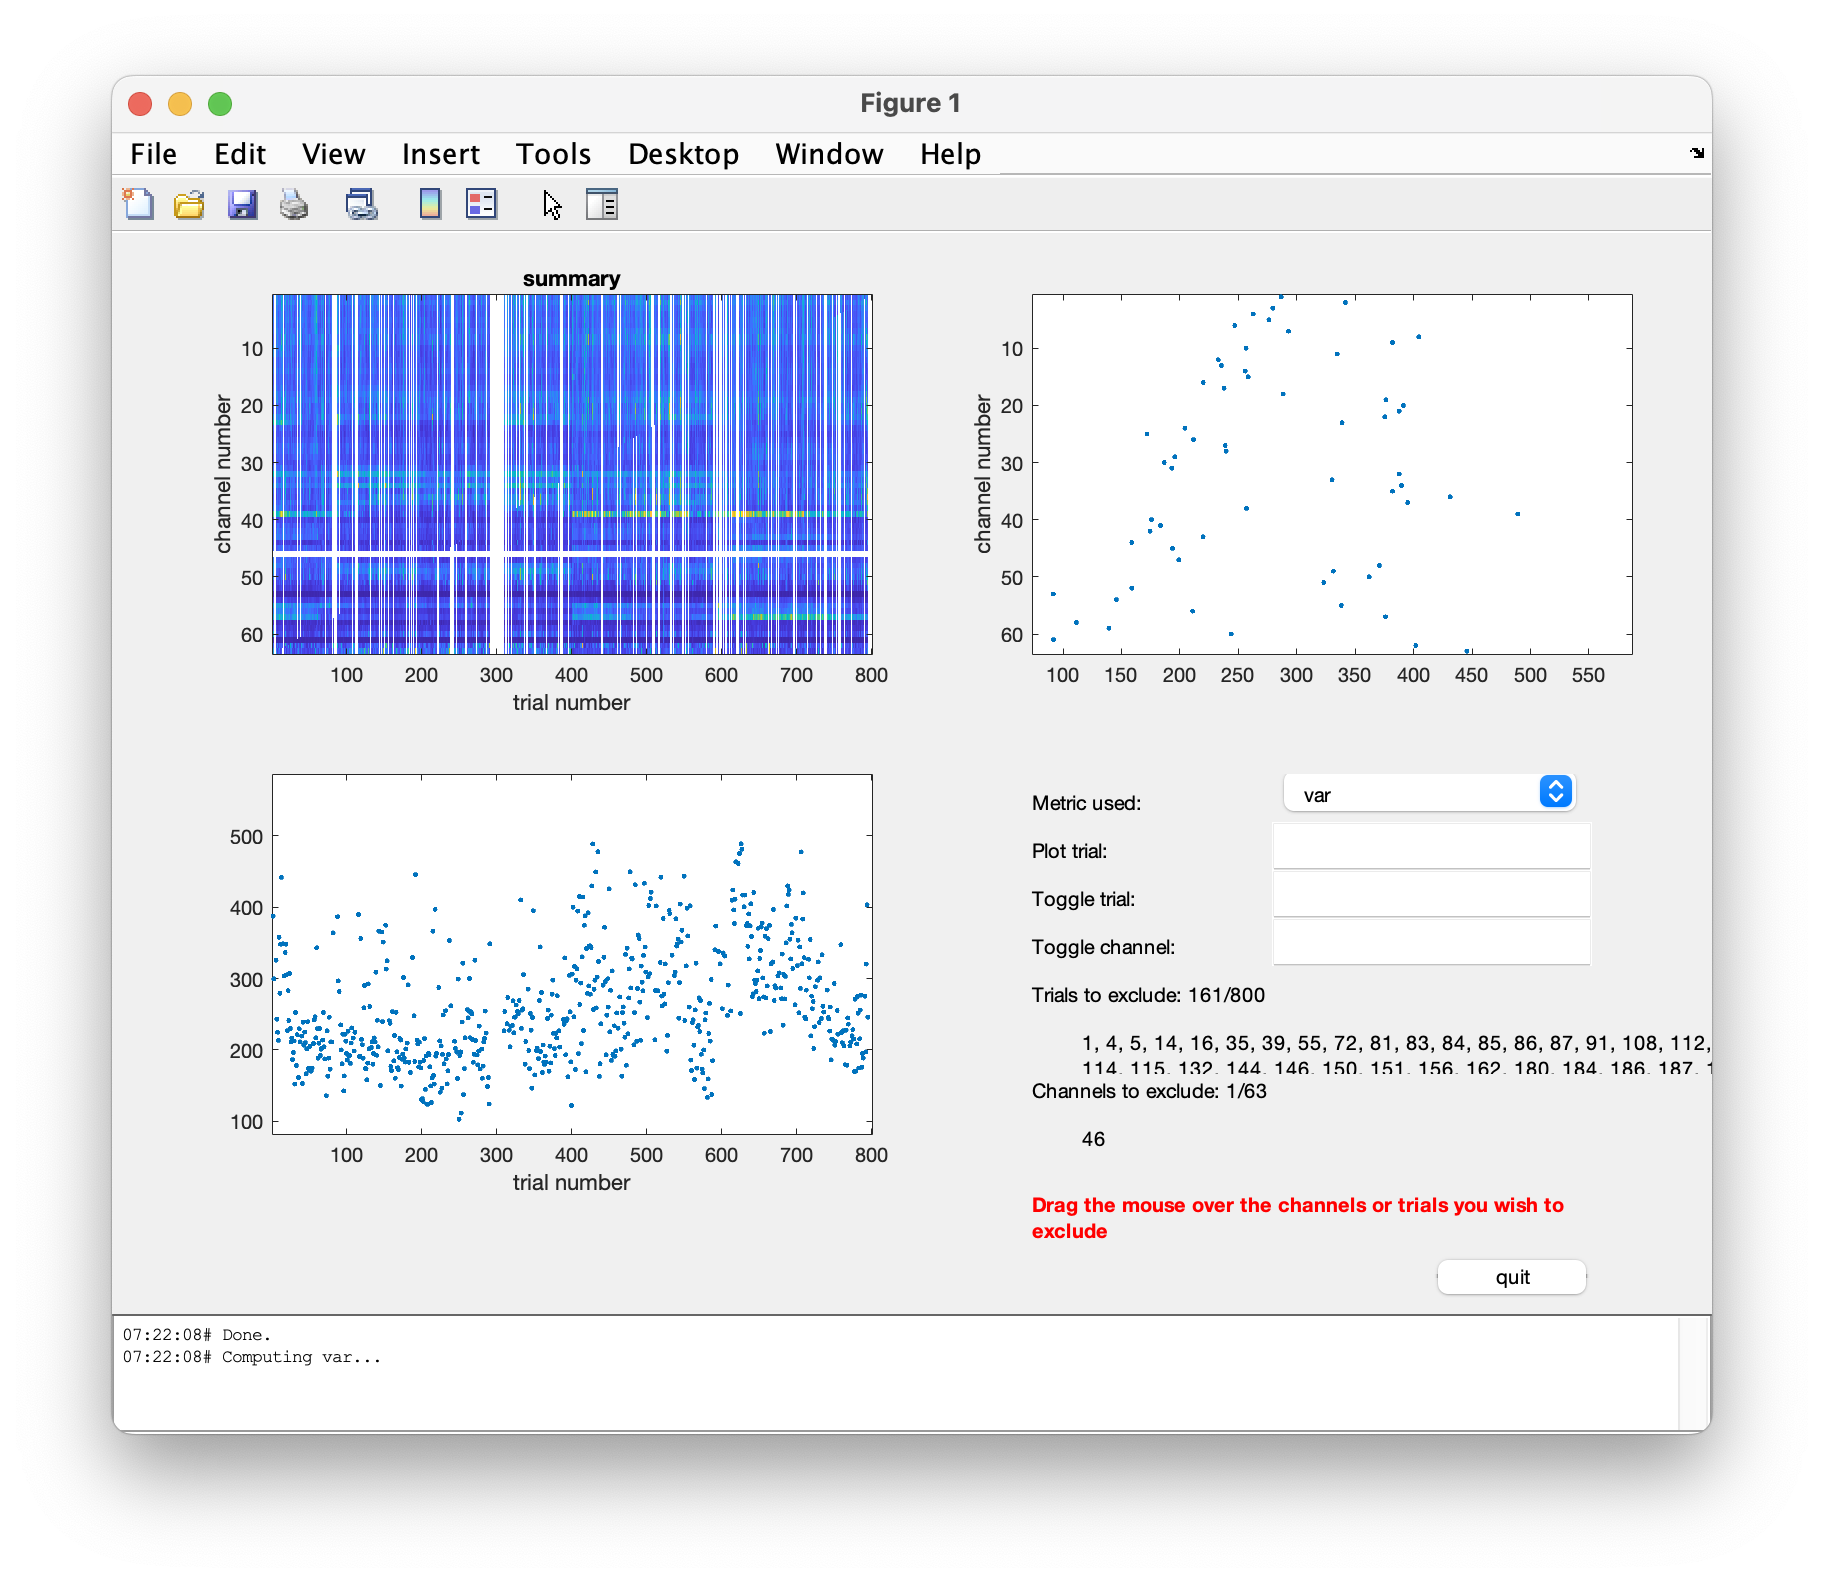 Figure 1
File Edit View Insert Tools Desktop Window Help
summary
10
20
30
40
50
60
channel number
100 200 300 400 500 600 700 800
trial number
10
20
30
40
50
60
channel number
100 150 200 250 300 350 400 450 500 550
500
400
300
200
100
100 200 300 400 500 600 700 800
trial number
Metric used: var
Plot trial:
Toggle trial:
Toggle channel:
Trials to exclude: 161/800
1, 4, 5, 14, 16, 35, 39, 55, 72, 81, 83, 84, 85, 86, 87, 91, 108, 112,
114, 115, 132, 144, 146, 150, 151, 156, 162, 180, 184, 186, 187,
Channels to exclude: 1/63
46
Drag the mouse over the channels or trials you wish to
exclude
quit
07:22:08# Done.
07:22:08# Computing var...